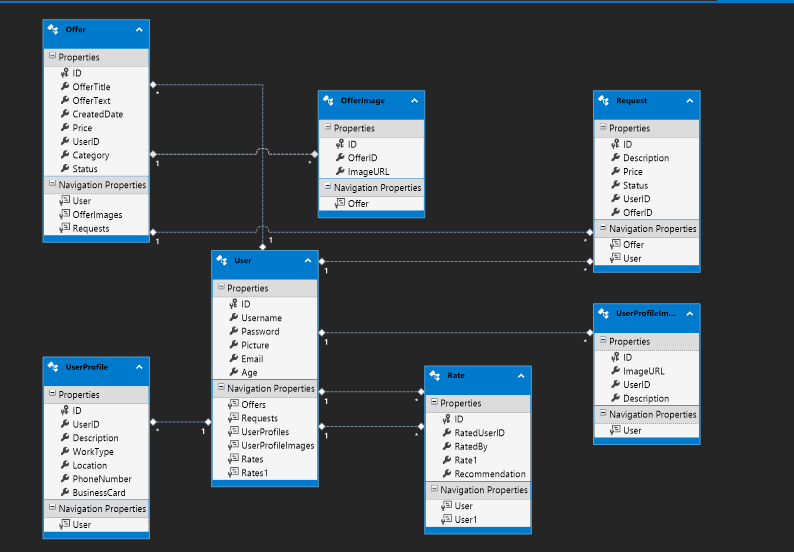 Offer
Properties
ID
OfferTitle
OfferText
CreatedDate
Price
UserID
Category
Status
Navigation Properties
User
OfferImages
Requests
*
1
1
OfferImage
Properties
ID
OfferID
ImageURL
Navigation Properties
Offer
*
Request
Properties
ID
Description
Price
Status
UserID
OfferID
Navigation Properties
Offer
User
*
*
1
User
Properties
ID
Username
Password
Picture
Email
Age
Navigation Properties
Offers
Requests
UserProfiles
UserProfileImages
Rates
Rates1
1
1
1
1
1
UserProfileIm...
Properties
ID
ImageURL
UserID
Description
Navigation Properties
User
*
UserProfile
Properties
ID
UserID
Description
WorkType
Location
PhoneNumber
BusinessCard
Navigation Properties
User
*
Rate
Properties
ID
RatedUserID
RatedBy
Rate1
Recommendation
Navigation Properties
User
User1
*
*